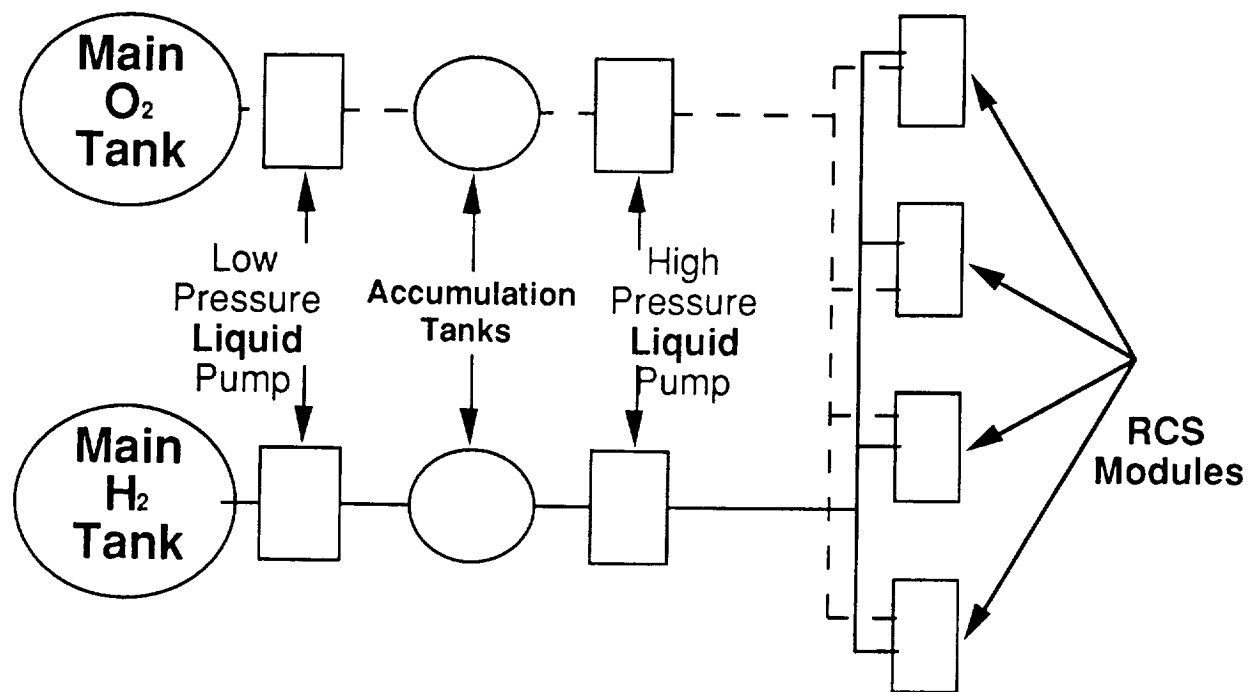 Main
O₂
Tank
Low
Pressure
Liquid
Pump
Accumulation
Tanks
High
Pressure
Liquid
Pump
Main
H₂
Tank
RCS
Modules